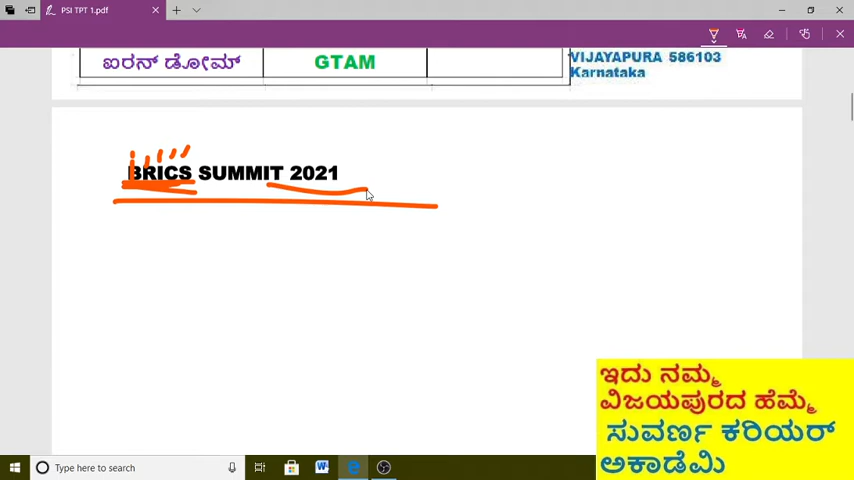 PSI TPT 1.pdf
ಐರನ್ ಡೋಮ್
GTAM
VIJAYAPURA 586103
Karnataka
BRICS SUMMIT 2021
ಇದು ನಮ್ಮ
ವಿಜಯಪುರದ ಹೆಮ್ಮೆ
ಸುವರ್ಣ ಕರಿಯರ್
ಅಕಾಡೆಮಿ
Type here to search